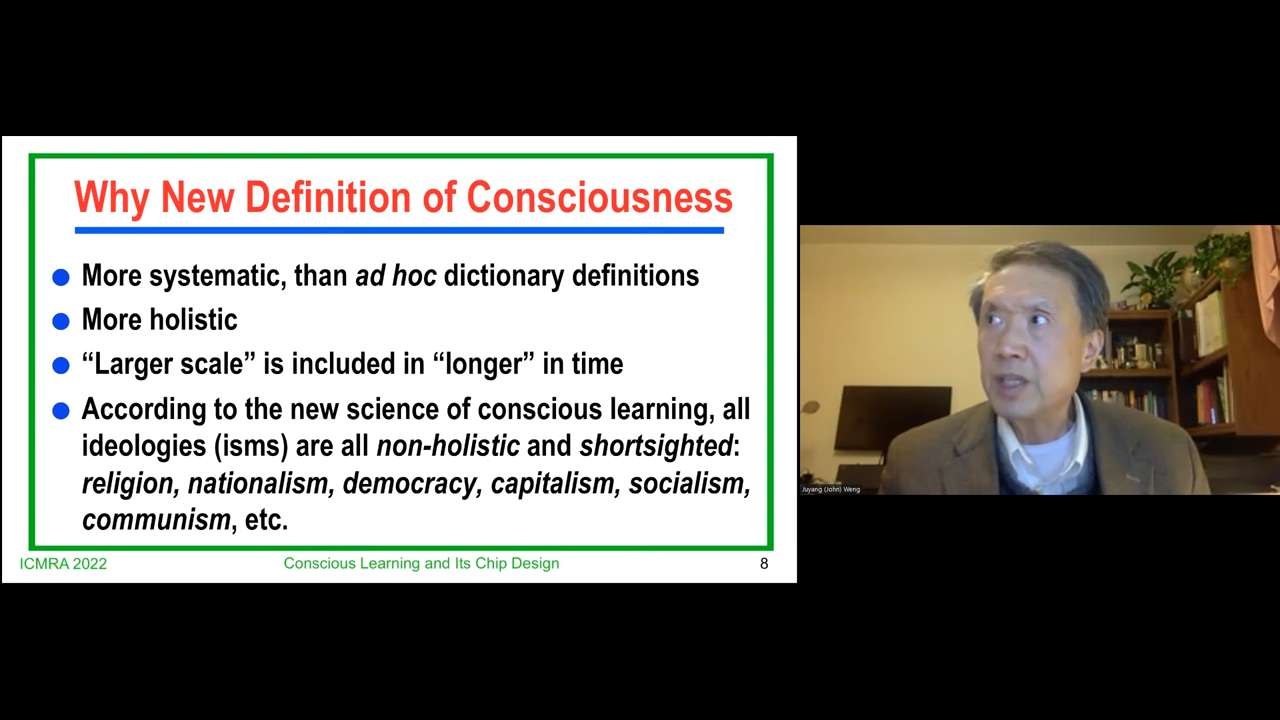 Why New Definition of Consciousness
More systematic, than ad hoc dictionary definitions
More holistic
“Larger scale” is included in “longer” in time
According to the new science of conscious learning, all
ideologies (isms) are all non-holistic and shortsighted:
religion, nationalism, democracy, capitalism, socialism,
communism, etc.
ICMRA 2022
Conscious Learning and Its Chip Design
8
Juyang (John) Weng